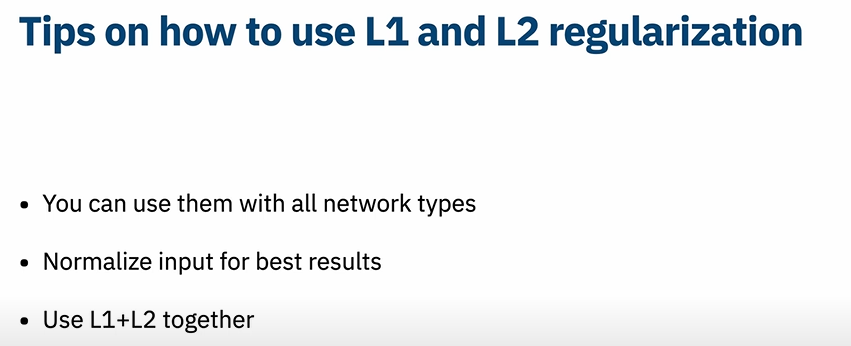 Tips on how to use L1 and L2 regularization
• You can use them with all network types
• Normalize input for best results
• Use L1+L2 together